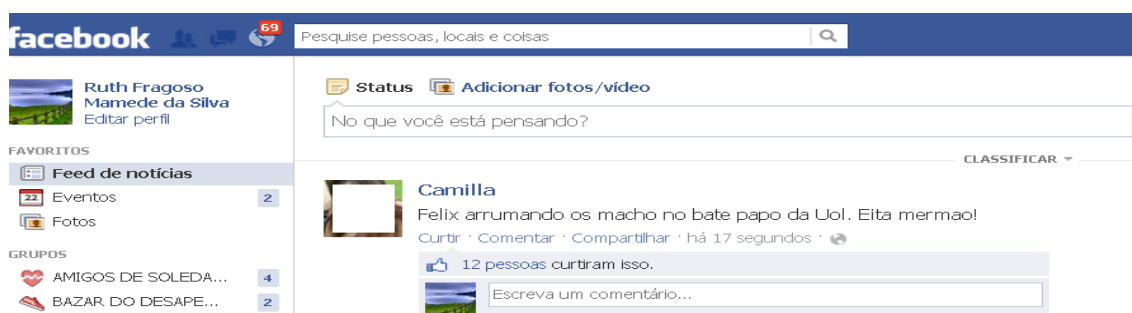 facebook
69
Pesquise pessoas, locais e coisas
Ruth Fragoso
Mamede da Silva
Editar perfil
FAVORITOS
Feed de notícias
22 Eventos 2
Fotos
GRUPOS
AMIGOS DE SOLEDA... 4
BAZAR DO DESAPE... 2
Status Adicionar fotos/vídeo
No que você está pensando?
CLASSIFICAR
Camilla
Felix arrumando os macho no bate papo da Uol. Eita mermao!
Curtir · Comentar · Compartilhar · há 17 segundos ·
12 pessoas curtiram isso.
Escreva um comentário...